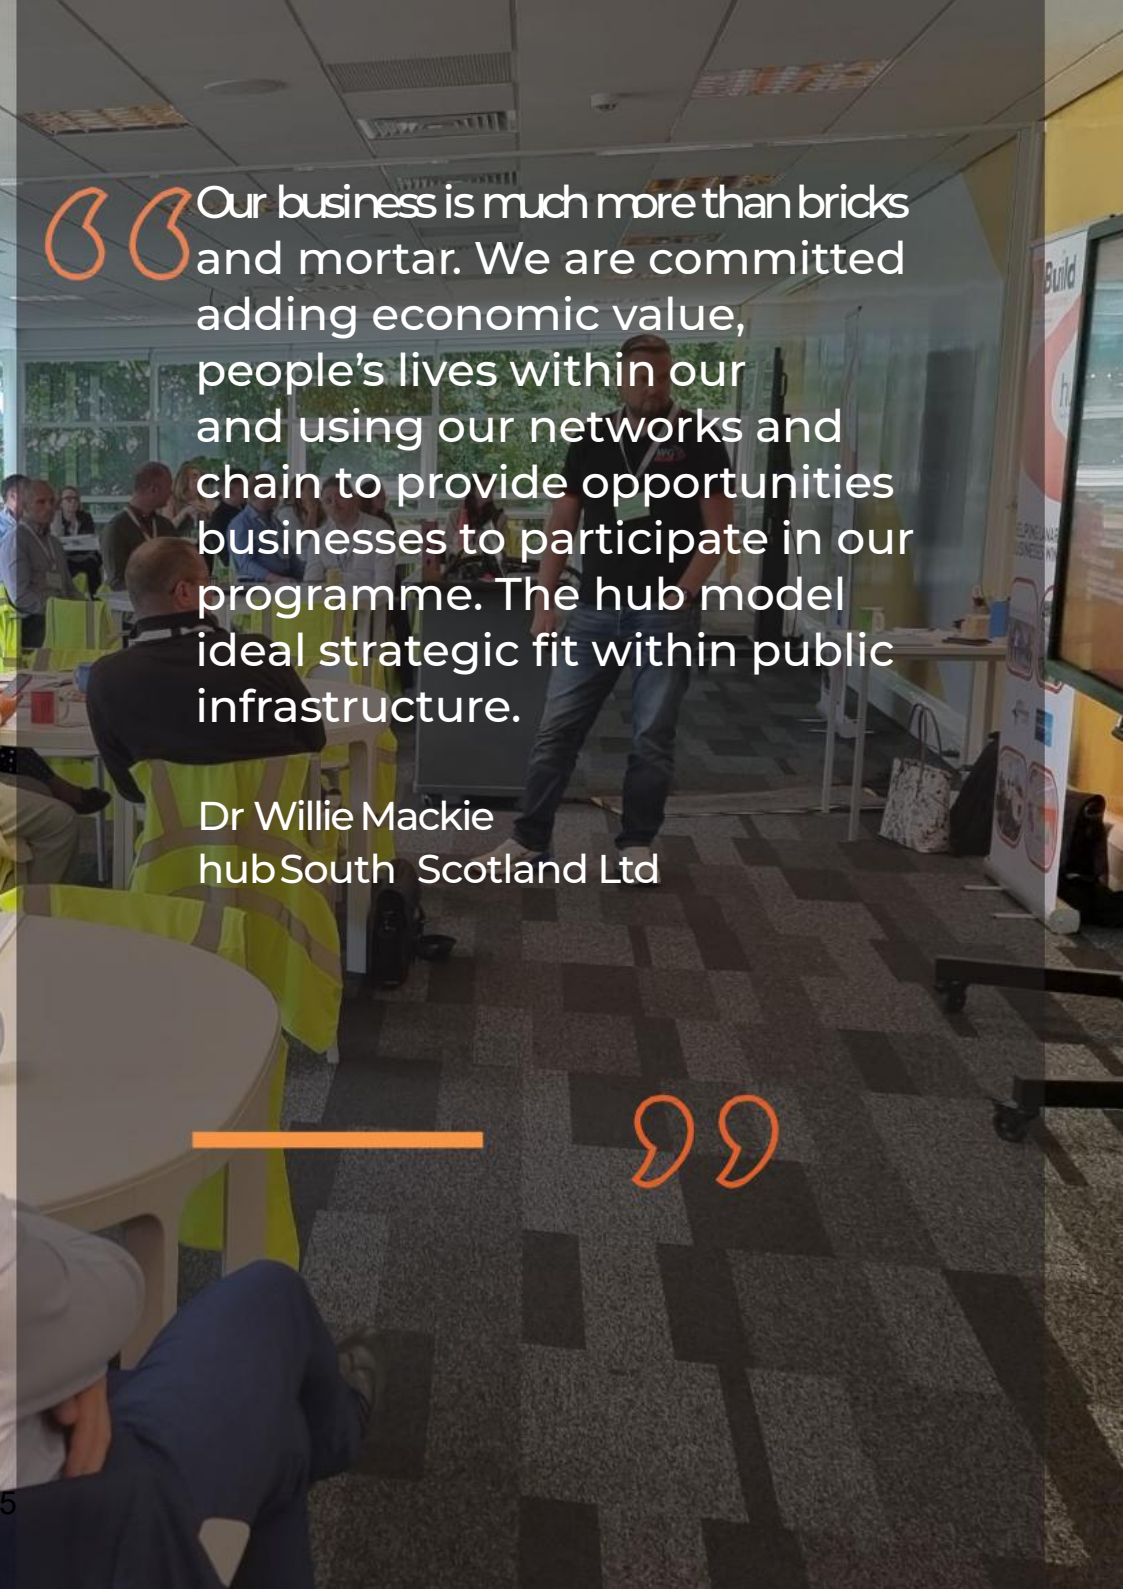 Our business is much more than bricks
and mortar. We are committed
adding economic value,
people’s lives within our
and using our networks and
chain to provide opportunities
businesses to participate in our
programme. The hub model
ideal strategic fit within public
infrastructure.
Dr Willie Mackie
hub South Scotland Ltd
Build
5